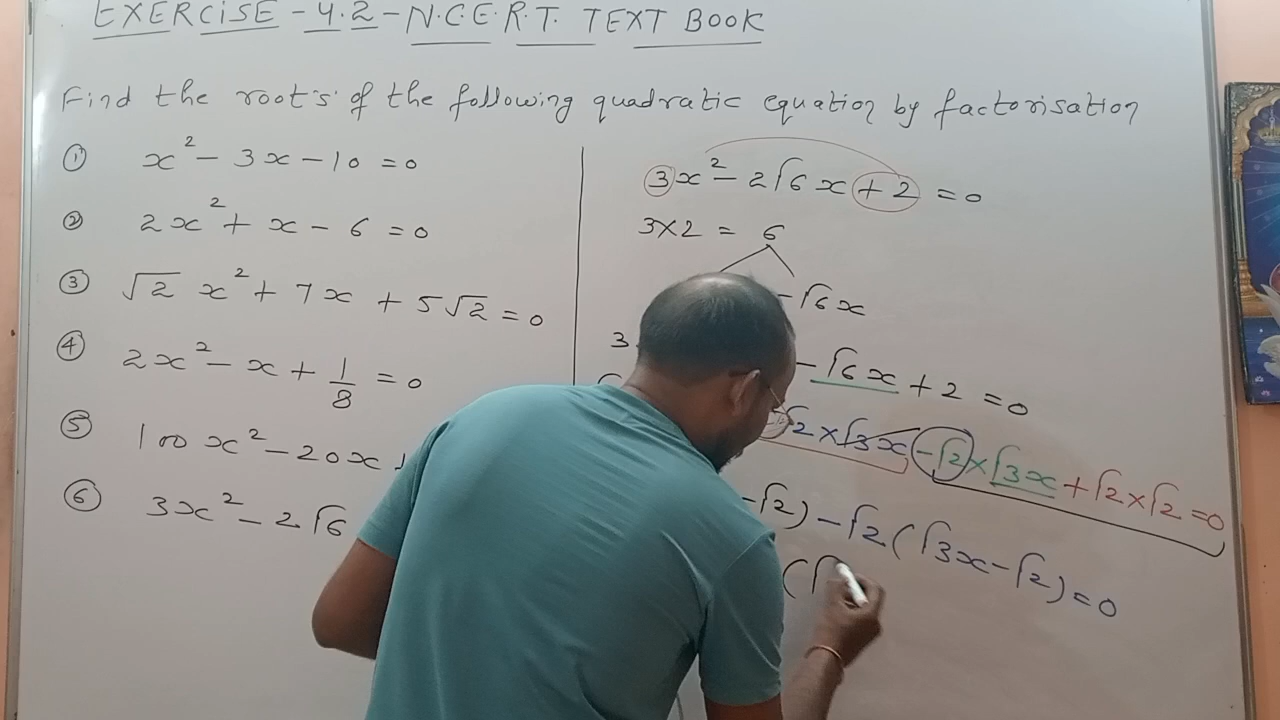 EXERCISE - 4.2 - N.C.E.R.T. TEXT BOOK
Find the root's of the following quadratic equation by factorisation
① x² - 3x - 10 = 0
② 2x² + x - 6 = 0
③ √2 x² + 7x + 5√2 = 0
④ 2x² - x + 1/8 = 0
⑤ 100x² - 20x
⑥ 3x² - 2√6
3x² - 2√6x + 2 = 0
3×2 = 6
-√6x
3 - √6x + 2 = 0
√2×√3x - √2×√3x + √2×√2 = 0
-√2) - √2(√3x - √2) = 0
(√